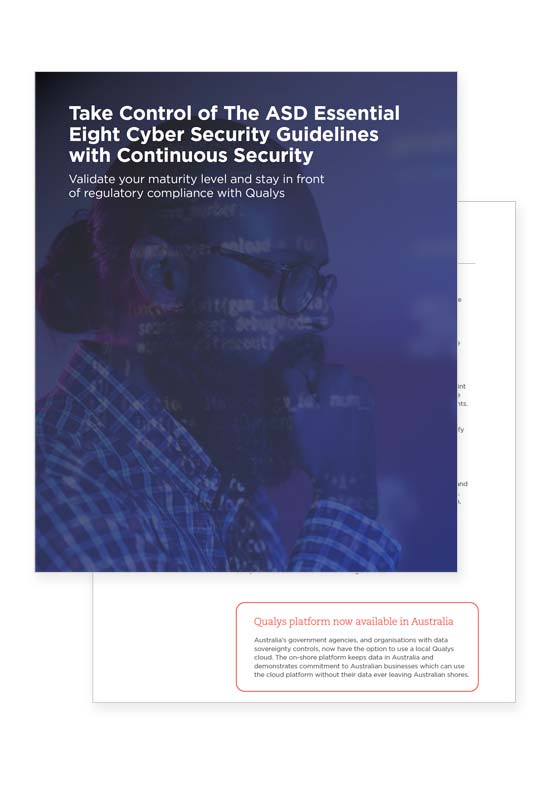 Take Control of The ASD Essential
Eight Cyber Security Guidelines
with Continuous Security
Validate your maturity level and stay in front
of regulatory compliance with Qualys
Qualys platform now available in Australia
Australia's government agencies, and organisations with data
sovereignty controls, now have the option to use a local Qualys
cloud. The on-shore platform keeps data in Australia and
demonstrates commitment to Australian businesses which can use
the cloud platform without their data ever leaving Australian shores.